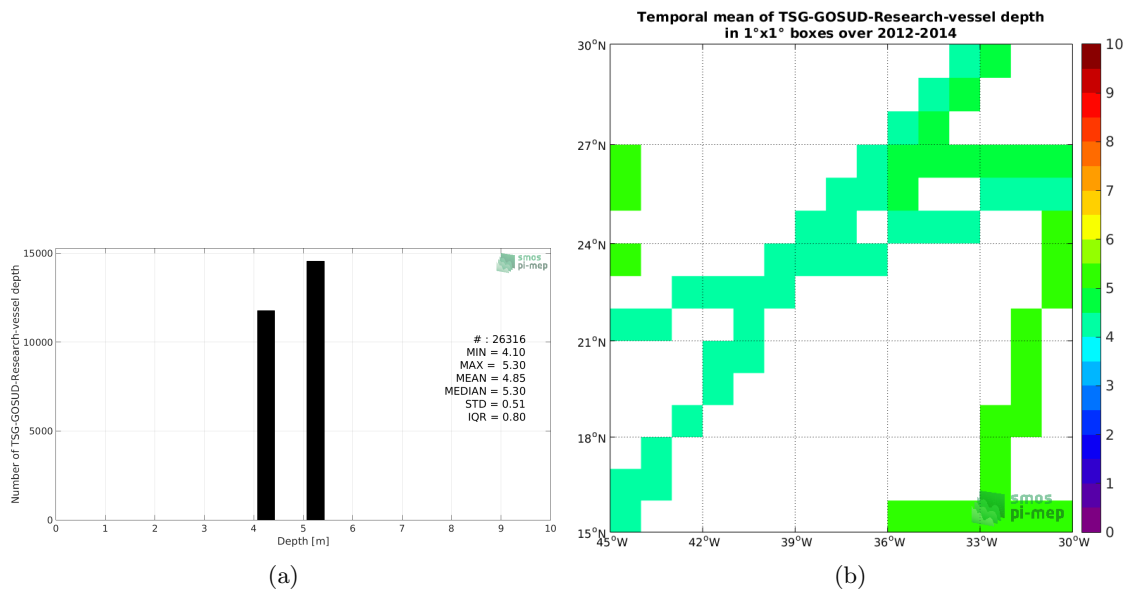 Number of TSG-GOSUD-Research-vessel depth
15000
10000
5000
0
0 1 2 3 4 5 6 7 8 9 10
Depth [m]
smos
pi-mep
# : 26316
MIN = 4.10
MAX = 5.30
MEAN = 4.85
MEDIAN = 5.30
STD = 0.51
IQR = 0.80
(a)
Temporal mean of TSG-GOSUD-Research-vessel depth
in 1°x1° boxes over 2012-2014
30°N
27°N
24°N
21°N
18°N
15°N
45°W 42°W 39°W 36°W 33°W 30°W
smos
pi-mep
10
9
8
7
6
5
4
3
2
1
0
(b)